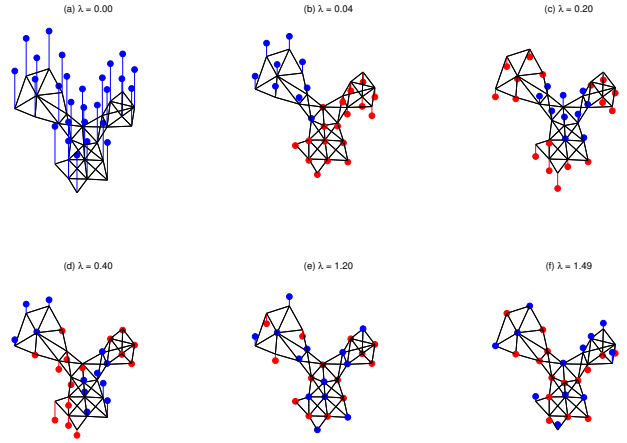 (a) λ = 0.00
(b) λ = 0.04
(c) λ = 0.20
(d) λ = 0.40
(e) λ = 1.20
(f) λ = 1.49